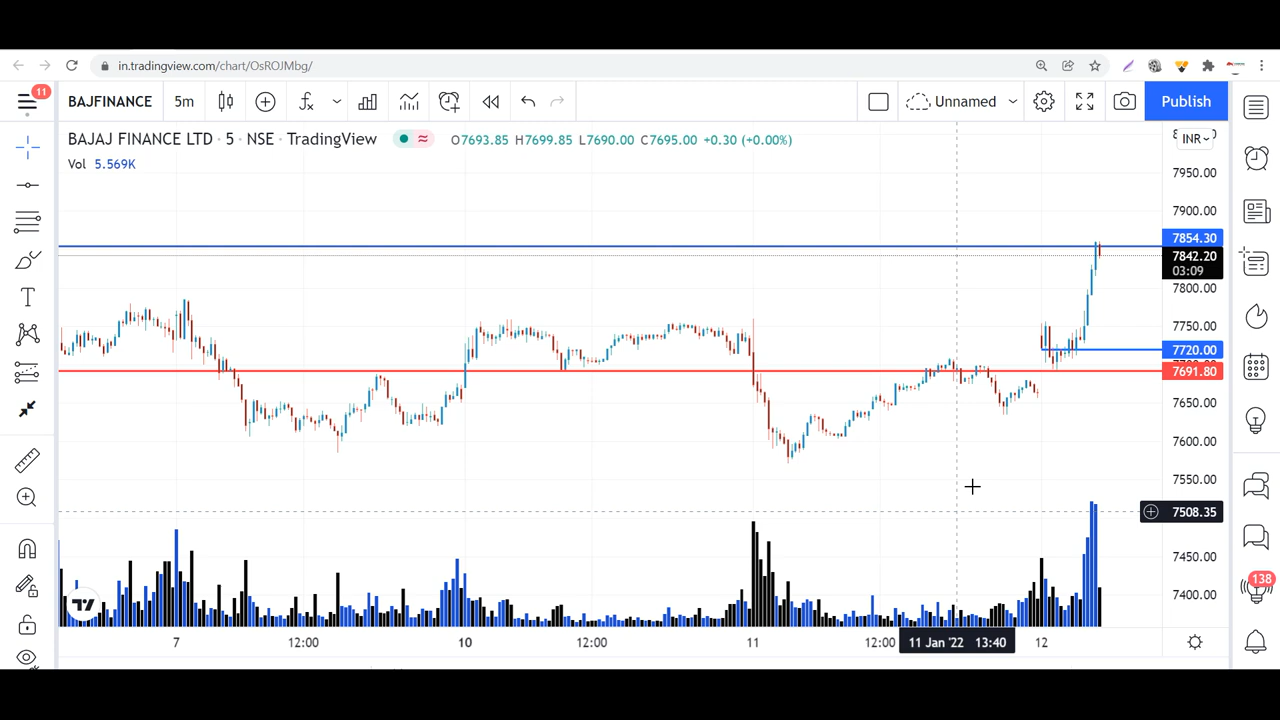 in.tradingview.com/chart/OsROJMbg/
11
BAJFINANCE 5m Unnamed Publish
BAJAJ FINANCE LTD · 5 · NSE · TradingView O7693.85 H7699.85 L7690.00 C7695.00 +0.30 (+0.00%)
INR
Vol 5.569K
7950.00
7900.00
7854.30
7842.20
03:09
7800.00
7750.00
7720.00
7691.80
7650.00
7600.00
7550.00
7508.35
7450.00
7400.00
138
7 12:00 10 12:00 11 12:00 11 Jan '22 13:40 12